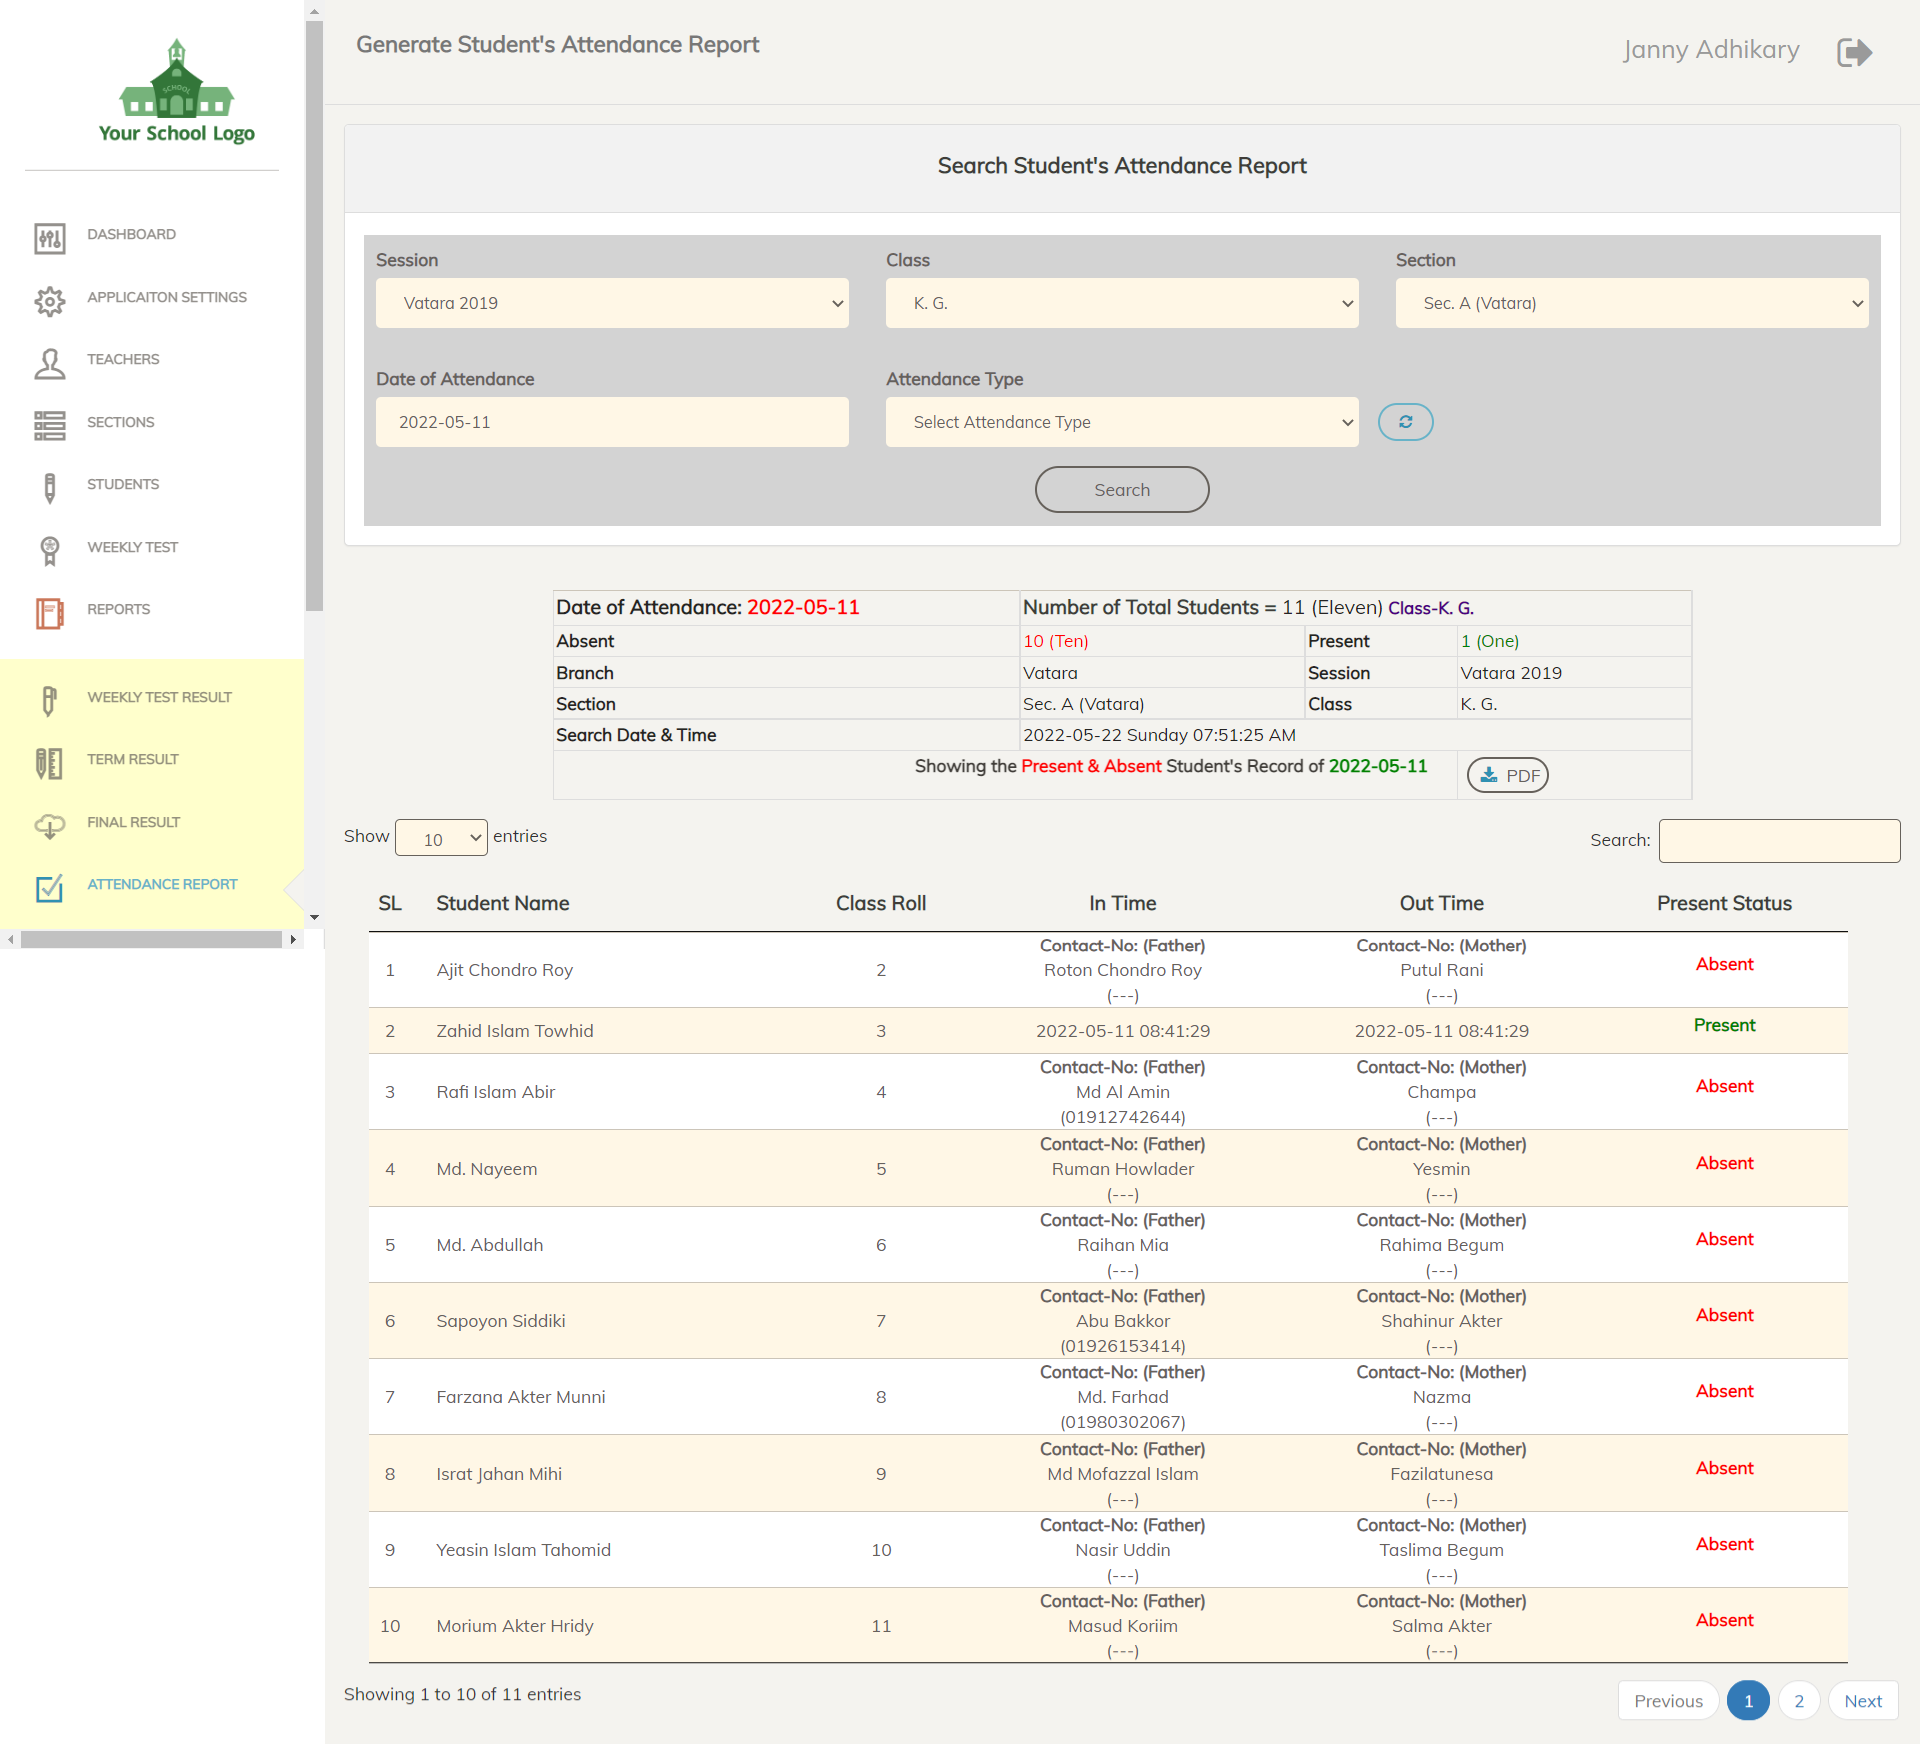 SCHOOL
Your School Logo
DASHBOARD
APPLICAITON SETTINGS
TEACHERS
SECTIONS
STUDENTS
WEEKLY TEST
REPORTS
WEEKLY TEST RESULT
TERM RESULT
FINAL RESULT
ATTENDANCE REPORT
Generate Student's Attendance Report
Janny Adhikary
Search Student's Attendance Report
Session Class Section
Vatara 2019 K. G. Sec. A (Vatara)
Date of Attendance Attendance Type
2022-05-11 Select Attendance Type
Search
Date of Attendance: 2022-05-11 Number of Total Students = 11 (Eleven) Class-K. G.
Absent 10 (Ten) Present 1 (One)
Branch Vatara Session Vatara 2019
Section Sec. A (Vatara) Class K. G.
Search Date & Time 2022-05-22 Sunday 07:51:25 AM
Showing the Present & Absent Student's Record of 2022-05-11 PDF
Show 10 entries Search:
SL Student Name Class Roll In Time Out Time Present Status
Contact-No: (Father) Contact-No: (Mother)
1 Ajit Chondro Roy 2 Roton Chondro Roy Putul Rani Absent
(---) (---)
2 Zahid Islam Towhid 3 2022-05-11 08:41:29 2022-05-11 08:41:29 Present
Contact-No: (Father) Contact-No: (Mother)
3 Rafi Islam Abir 4 Md Al Amin Champa Absent
(01912742644) (---)
Contact-No: (Father) Contact-No: (Mother)
4 Md. Nayeem 5 Ruman Howlader Yesmin Absent
(---) (---)
Contact-No: (Father) Contact-No: (Mother)
5 Md. Abdullah 6 Raihan Mia Rahima Begum Absent
(---) (---)
Contact-No: (Father) Contact-No: (Mother)
6 Sapoyon Siddiki 7 Abu Bakkor Shahinur Akter Absent
(01926153414) (---)
Contact-No: (Father) Contact-No: (Mother)
7 Farzana Akter Munni 8 Md. Farhad Nazma Absent
(01980302067) (---)
Contact-No: (Father) Contact-No: (Mother)
8 Israt Jahan Mihi 9 Md Mofazzal Islam Fazilatunesa Absent
(---) (---)
Contact-No: (Father) Contact-No: (Mother)
9 Yeasin Islam Tahomid 10 Nasir Uddin Taslima Begum Absent
(---) (---)
Contact-No: (Father) Contact-No: (Mother)
10 Morium Akter Hridy 11 Masud Koriim Salma Akter Absent
(---) (---)
Showing 1 to 10 of 11 entries Previous 1 2 Next